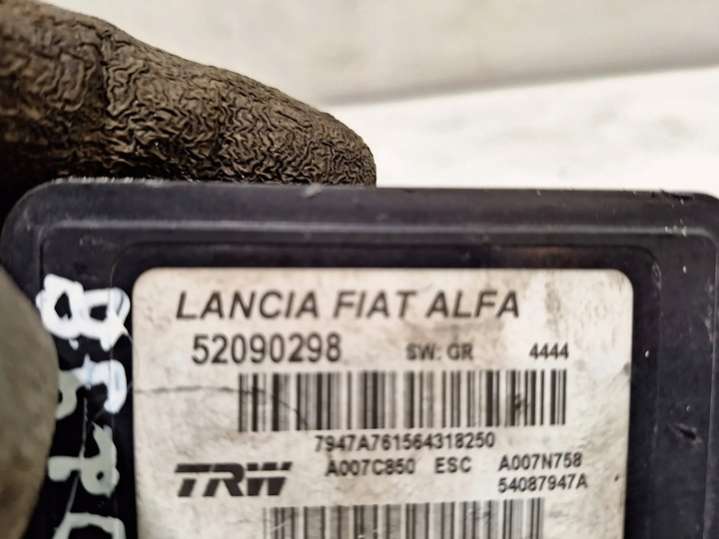 LANCIA FIAT ALFA
52090298 SW: GR 4444
7947A761564318250
TRW A007C850 ESC A007N758
54087947A